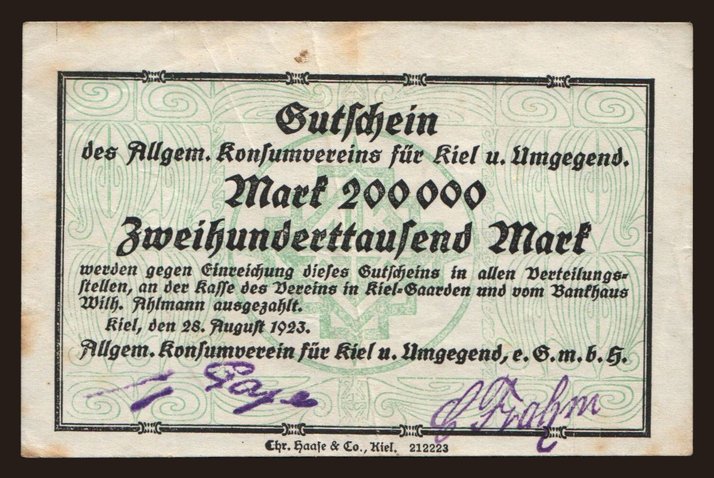 Gutschein
des Allgem. Konsumvereins für Kiel u. Umgegend.
Mark 200000
Zweihunderttausend Mark
werden gegen Einreichung dieses Gutscheins in allen Verteilungs-
stellen, an der Kasse des Vereins in Kiel-Gaarden und vom Bankhaus
Wilh. Ahlmann ausgezahlt.
Kiel, den 28. August 1923.
Allgem. Konsumverein für Kiel u. Umgegend, e. G. m. b. H.
Chr. Haase & Co., Kiel. 212223